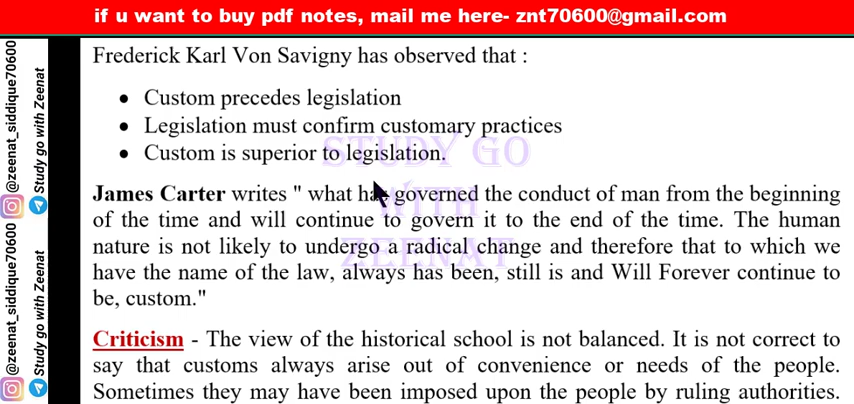 if u want to buy pdf notes, mail me here- znt70600@gmail.com
Frederick Karl Von Savigny has observed that :
• Custom precedes legislation
• Legislation must confirm customary practices
• Custom is superior to legislation.
STUDY GO
WITH
ZEENAT
James Carter writes " what has governed the conduct of man from the beginning
of the time and will continue to govern it to the end of the time. The human
nature is not likely to undergo a radical change and therefore that to which we
have the name of the law, always has been, still is and Will Forever continue to
be, custom."
Criticism - The view of the historical school is not balanced. It is not correct to
say that customs always arise out of convenience or needs of the people.
Sometimes they may have been imposed upon the people by ruling authorities.
@zeenat_siddique70600
Study go with Zeenat
@zeenat_siddique70600
Study go with Zeenat